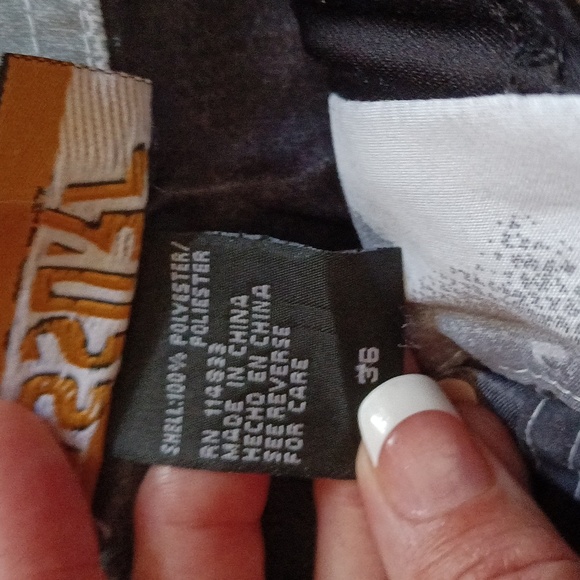 SHELL:100% POLYESTER/
POLIESTER
RN 114833
MADE IN CHINA
HECHO EN CHINA
SEE REVERSE
FOR CARE
36